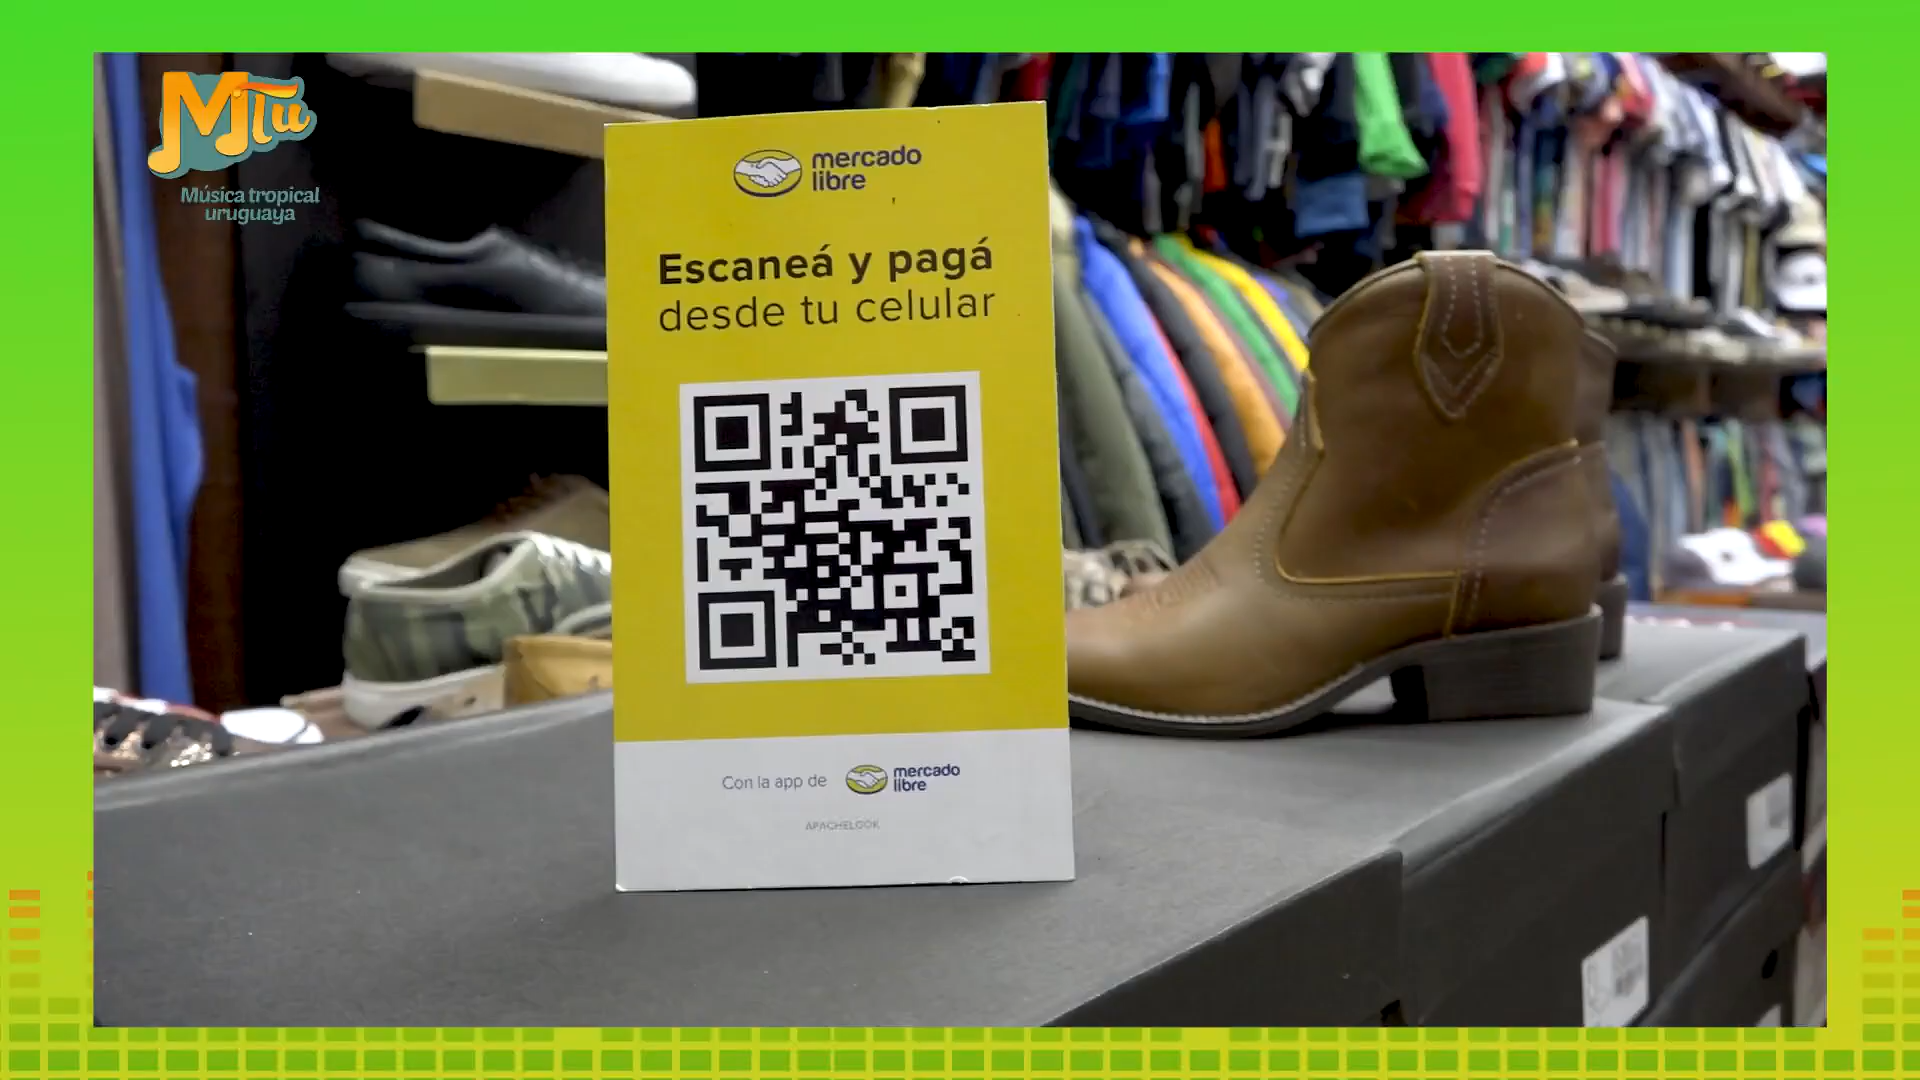 MTU
Música tropical
uruguaya
mercado
libre
Escaneá y pagá
desde tu celular
Con la app de
mercado
libre
APACHELOOK